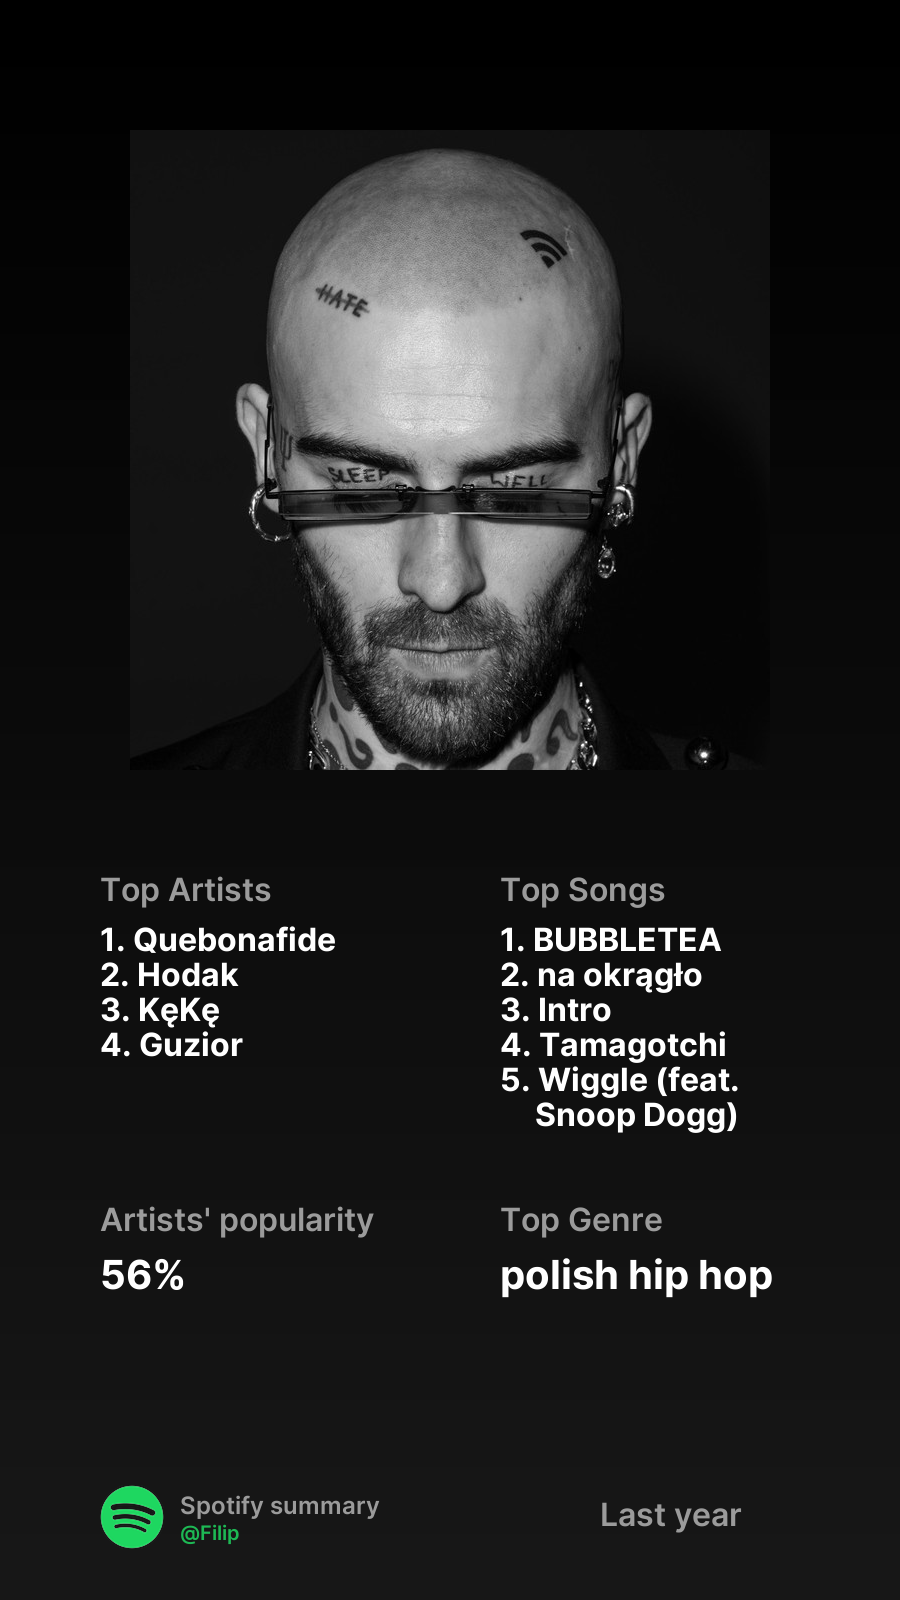 HATE
SLEEP
WELL
Top Artists
1. Quebonafide
2. Hodak
3. KęKę
4. Guzior
Top Songs
1. BUBBLETEA
2. na okrągło
3. Intro
4. Tamagotchi
5. Wiggle (feat.
Snoop Dogg)
Artists' popularity
56%
Top Genre
polish hip hop
Spotify summary
@Filip
Last year